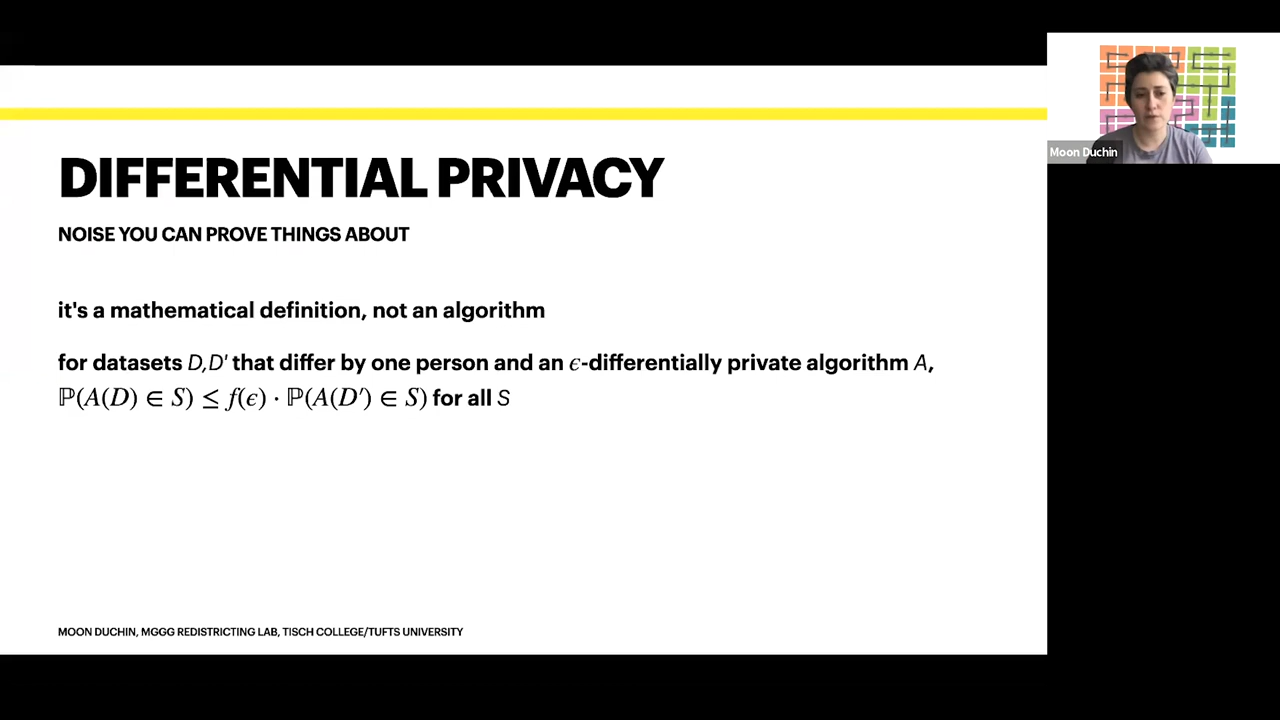 DIFFERENTIAL PRIVACY
NOISE YOU CAN PROVE THINGS ABOUT
it's a mathematical definition, not an algorithm
for datasets D,D' that differ by one person and an ϵ-differentially private algorithm A,
ℙ(A(D) ∈ S) ≤ f(ϵ) · ℙ(A(D′) ∈ S) for all S
MOON DUCHIN, MGGG REDISTRICTING LAB, TISCH COLLEGE/TUFTS UNIVERSITY
Moon Duchin